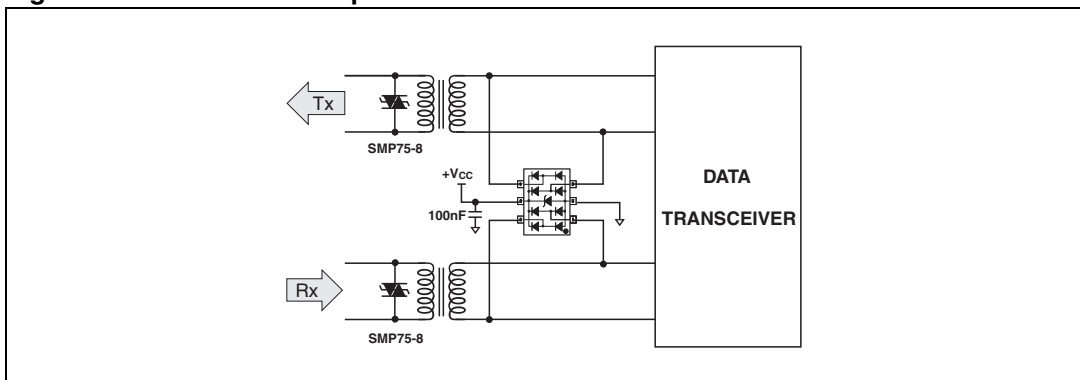 Tx
SMP75-8
+VCC
100nF
DATA
TRANSCEIVER
Rx
SMP75-8